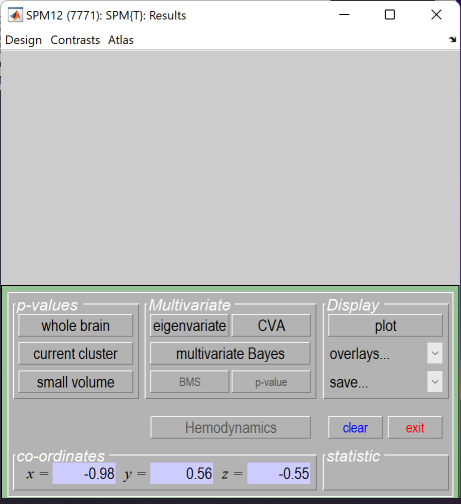 SPM12 (7771): SPM{T}: Results
Design Contrasts Atlas
p-values Multivariate Display
whole brain eigenvariate CVA plot
current cluster multivariate Bayes overlays...
small volume BMS p-value save...
Hemodynamics clear exit
co-ordinates statistic
x = -0.98 y = 0.56 z = -0.55